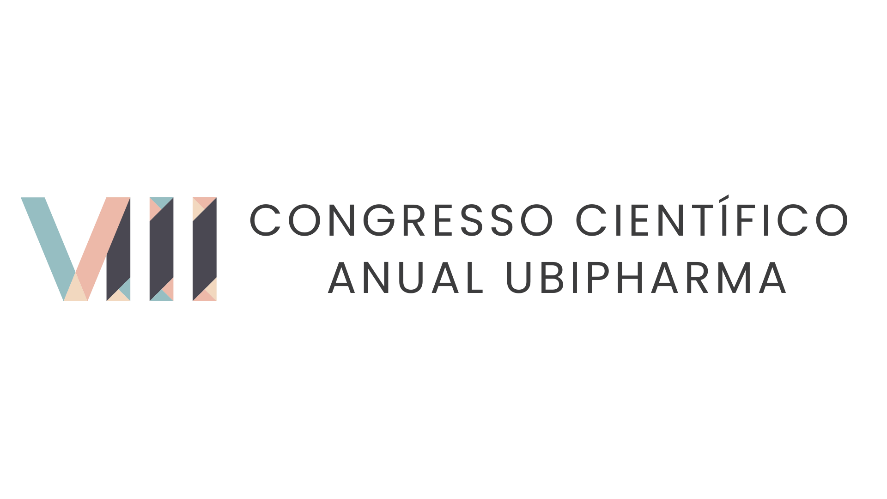 VIII CONGRESSO CIENTÍFICO
ANUAL UBIPHARMA